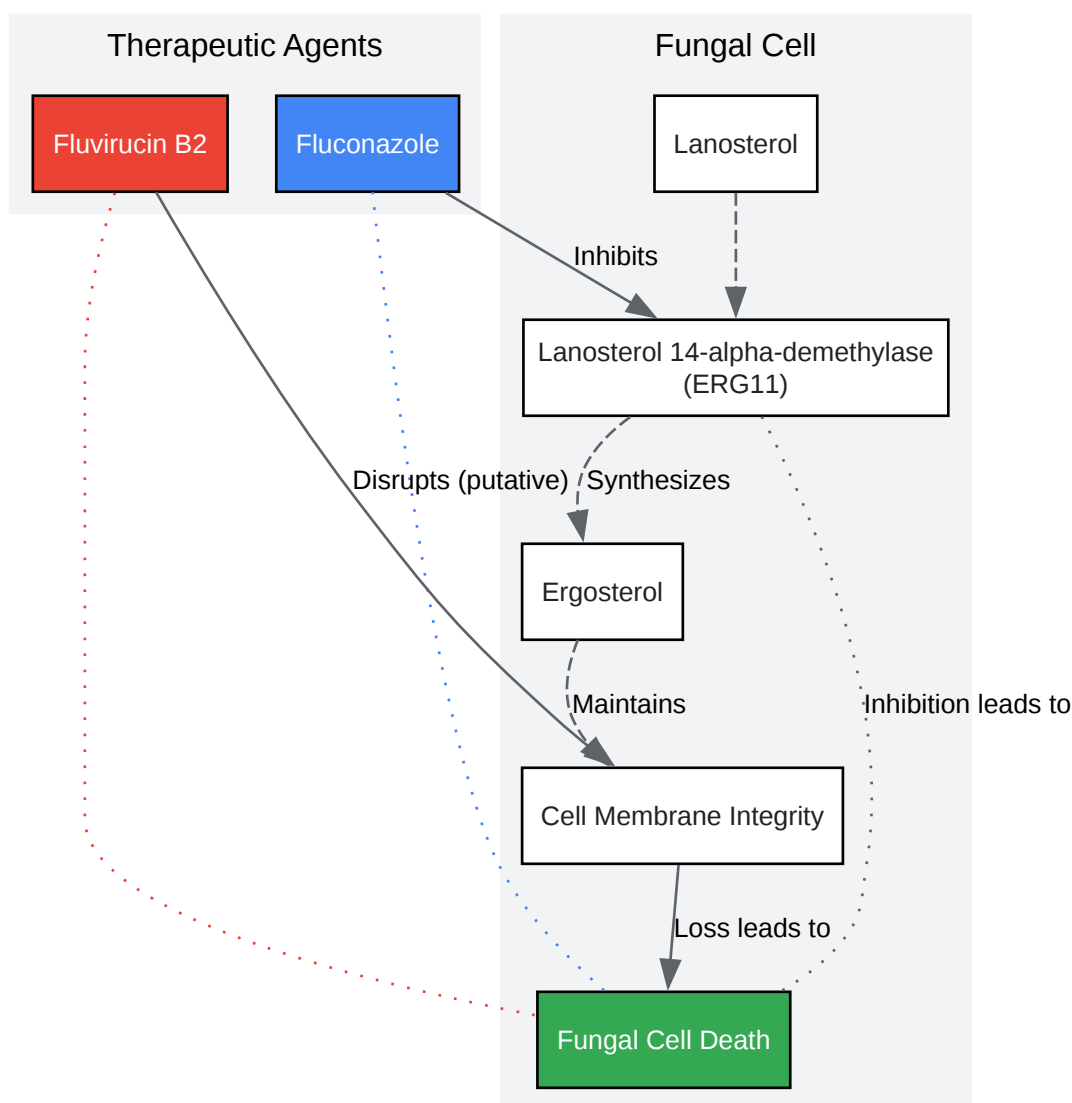 Therapeutic Agents
Fungal Cell
Fluvirucin B2
Fluconazole
Lanosterol
Inhibits
Lanosterol 14-alpha-demethylase
(ERG11)
Disrupts (putative)
Synthesizes
Ergosterol
Maintains
Inhibition leads to
Cell Membrane Integrity
Loss leads to
Fungal Cell Death